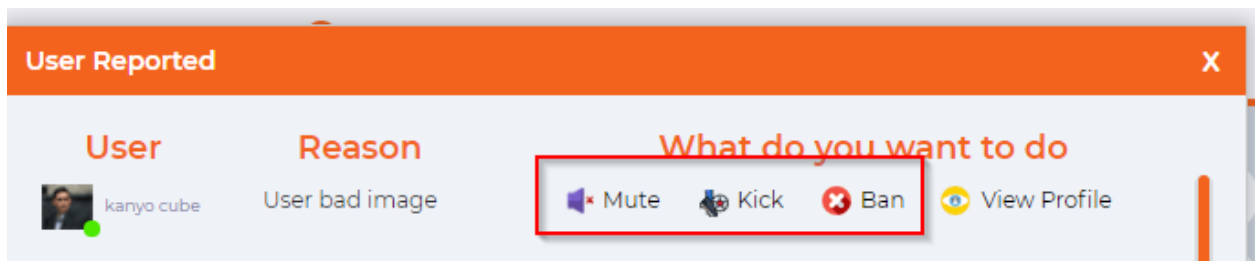 User Reported X
User Reason What do you want to do
kanyo cube User bad image Mute Kick Ban View Profile